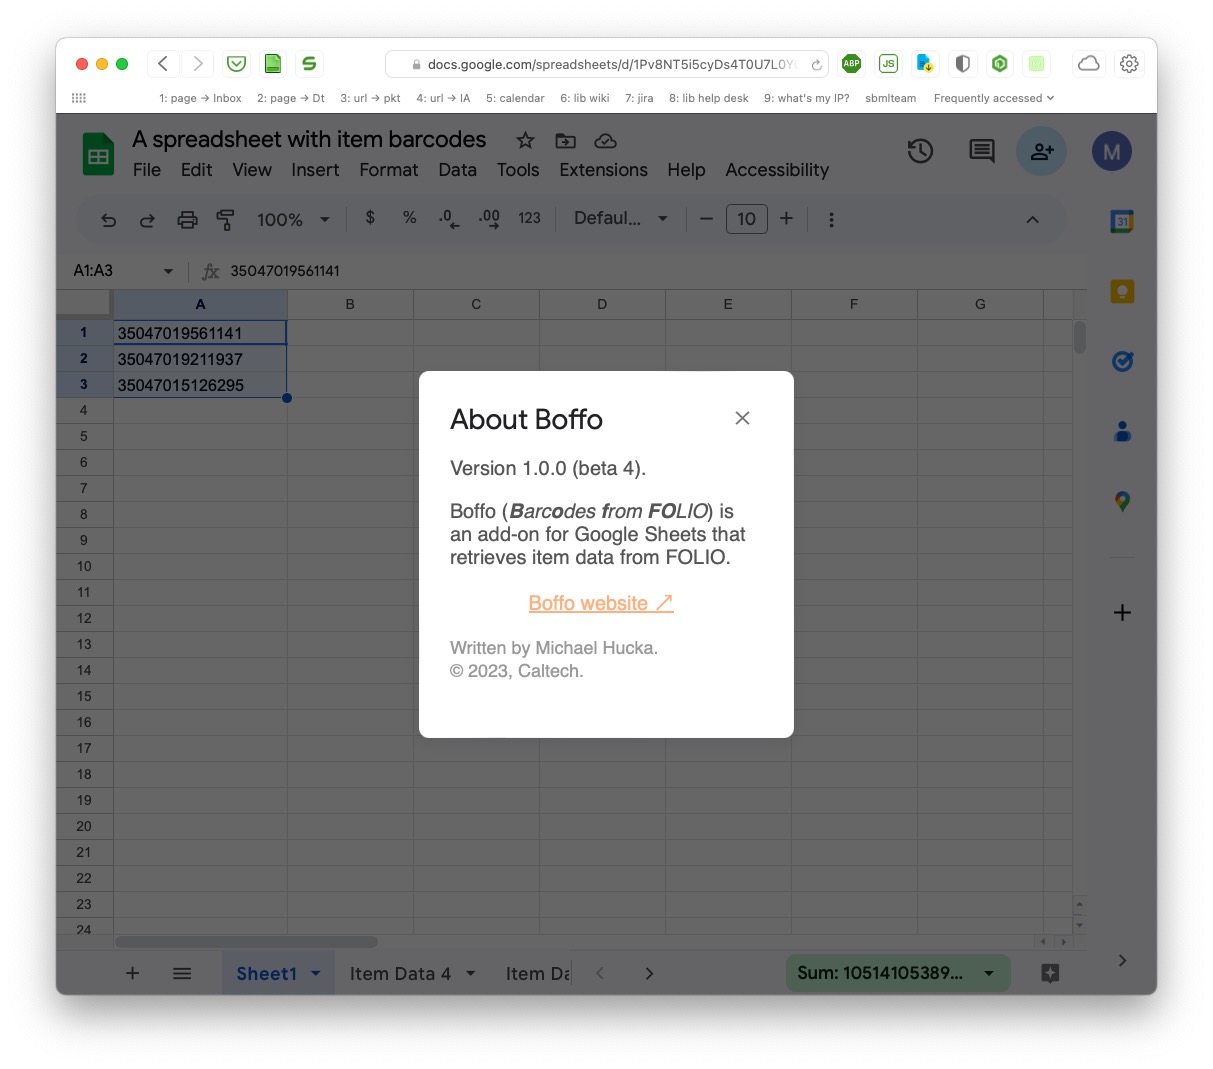 docs.google.com/spreadsheets/d/1Pv8NT5i5cyDs4T0U7L0Y
ABP
JS
1: page → Inbox 2: page → Dt 3: url → pkt 4: url → IA 5: calendar 6: lib wiki 7: jira 8: lib help desk 9: what's my IP? sbmlteam Frequently accessed
A spreadsheet with item barcodes
M
File Edit View Insert Format Data Tools Extensions Help Accessibility
100% $ % .0 .00 123 Defaul... − 10 +
31
A1:A3 fx 35047019561141
A B C D E F G
1 35047019561141
2 35047019211937
3 35047015126295
4
5
6
7
8
9
10
11
12
13
14
15
16
17
18
19
20
21
22
23
24
About Boffo
Version 1.0.0 (beta 4).
Boffo (Barcodes from FOLIO) is
an add-on for Google Sheets that
retrieves item data from FOLIO.
Boffo website ↗
Written by Michael Hucka.
© 2023, Caltech.
+ Sheet1 Item Data 4 Item Da Sum: 10514105389...